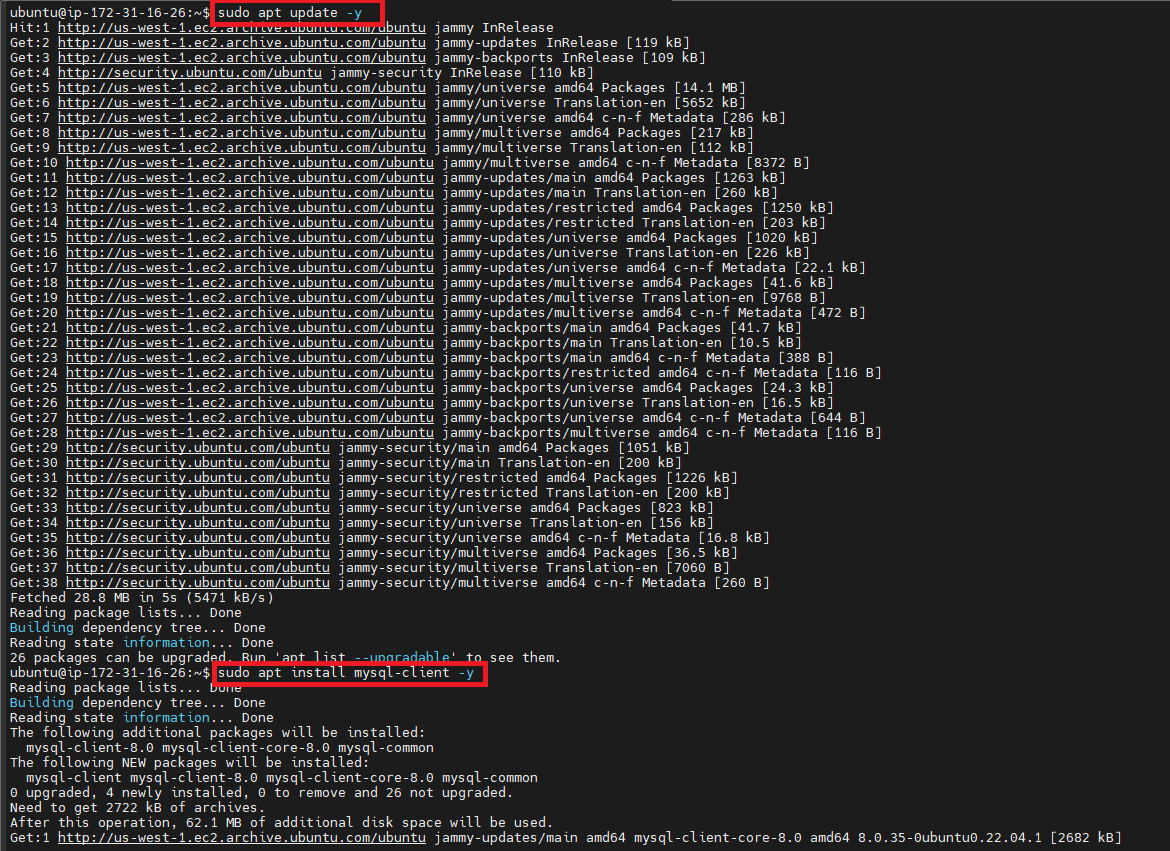 ubuntu@ip-172-31-16-26:~$ sudo apt update -y
Hit:1 http://us-west-1.ec2.archive.ubuntu.com/ubuntu jammy InRelease
Get:2 http://us-west-1.ec2.archive.ubuntu.com/ubuntu jammy-updates InRelease [119 kB]
Get:3 http://us-west-1.ec2.archive.ubuntu.com/ubuntu jammy-backports InRelease [109 kB]
Get:4 http://security.ubuntu.com/ubuntu jammy-security InRelease [110 kB]
Get:5 http://us-west-1.ec2.archive.ubuntu.com/ubuntu jammy/universe amd64 Packages [14.1 MB]
Get:6 http://us-west-1.ec2.archive.ubuntu.com/ubuntu jammy/universe Translation-en [5652 kB]
Get:7 http://us-west-1.ec2.archive.ubuntu.com/ubuntu jammy/universe amd64 c-n-f Metadata [286 kB]
Get:8 http://us-west-1.ec2.archive.ubuntu.com/ubuntu jammy/multiverse amd64 Packages [217 kB]
Get:9 http://us-west-1.ec2.archive.ubuntu.com/ubuntu jammy/multiverse Translation-en [112 kB]
Get:10 http://us-west-1.ec2.archive.ubuntu.com/ubuntu jammy/multiverse amd64 c-n-f Metadata [8372 B]
Get:11 http://us-west-1.ec2.archive.ubuntu.com/ubuntu jammy-updates/main amd64 Packages [1263 kB]
Get:12 http://us-west-1.ec2.archive.ubuntu.com/ubuntu jammy-updates/main Translation-en [260 kB]
Get:13 http://us-west-1.ec2.archive.ubuntu.com/ubuntu jammy-updates/restricted amd64 Packages [1250 kB]
Get:14 http://us-west-1.ec2.archive.ubuntu.com/ubuntu jammy-updates/restricted Translation-en [203 kB]
Get:15 http://us-west-1.ec2.archive.ubuntu.com/ubuntu jammy-updates/universe amd64 Packages [1020 kB]
Get:16 http://us-west-1.ec2.archive.ubuntu.com/ubuntu jammy-updates/universe Translation-en [226 kB]
Get:17 http://us-west-1.ec2.archive.ubuntu.com/ubuntu jammy-updates/universe amd64 c-n-f Metadata [22.1 kB]
Get:18 http://us-west-1.ec2.archive.ubuntu.com/ubuntu jammy-updates/multiverse amd64 Packages [41.6 kB]
Get:19 http://us-west-1.ec2.archive.ubuntu.com/ubuntu jammy-updates/multiverse Translation-en [9768 B]
Get:20 http://us-west-1.ec2.archive.ubuntu.com/ubuntu jammy-updates/multiverse amd64 c-n-f Metadata [472 B]
Get:21 http://us-west-1.ec2.archive.ubuntu.com/ubuntu jammy-backports/main amd64 Packages [41.7 kB]
Get:22 http://us-west-1.ec2.archive.ubuntu.com/ubuntu jammy-backports/main Translation-en [10.5 kB]
Get:23 http://us-west-1.ec2.archive.ubuntu.com/ubuntu jammy-backports/main amd64 c-n-f Metadata [388 B]
Get:24 http://us-west-1.ec2.archive.ubuntu.com/ubuntu jammy-backports/restricted amd64 c-n-f Metadata [116 B]
Get:25 http://us-west-1.ec2.archive.ubuntu.com/ubuntu jammy-backports/universe amd64 Packages [24.3 kB]
Get:26 http://us-west-1.ec2.archive.ubuntu.com/ubuntu jammy-backports/universe Translation-en [16.5 kB]
Get:27 http://us-west-1.ec2.archive.ubuntu.com/ubuntu jammy-backports/universe amd64 c-n-f Metadata [644 B]
Get:28 http://us-west-1.ec2.archive.ubuntu.com/ubuntu jammy-backports/multiverse amd64 c-n-f Metadata [116 B]
Get:29 http://security.ubuntu.com/ubuntu jammy-security/main amd64 Packages [1051 kB]
Get:30 http://security.ubuntu.com/ubuntu jammy-security/main Translation-en [200 kB]
Get:31 http://security.ubuntu.com/ubuntu jammy-security/restricted amd64 Packages [1226 kB]
Get:32 http://security.ubuntu.com/ubuntu jammy-security/restricted Translation-en [200 kB]
Get:33 http://security.ubuntu.com/ubuntu jammy-security/universe amd64 Packages [823 kB]
Get:34 http://security.ubuntu.com/ubuntu jammy-security/universe Translation-en [156 kB]
Get:35 http://security.ubuntu.com/ubuntu jammy-security/universe amd64 c-n-f Metadata [16.8 kB]
Get:36 http://security.ubuntu.com/ubuntu jammy-security/multiverse amd64 Packages [36.5 kB]
Get:37 http://security.ubuntu.com/ubuntu jammy-security/multiverse Translation-en [7060 B]
Get:38 http://security.ubuntu.com/ubuntu jammy-security/multiverse amd64 c-n-f Metadata [260 B]
Fetched 28.8 MB in 5s (5471 kB/s)
Reading package lists... Done
Building dependency tree... Done
Reading state information... Done
26 packages can be upgraded. Run 'apt list --upgradable' to see them.
ubuntu@ip-172-31-16-26:~$ sudo apt install mysql-client -y
Reading package lists... Done
Building dependency tree... Done
Reading state information... Done
The following additional packages will be installed:
  mysql-client-8.0 mysql-client-core-8.0 mysql-common
The following NEW packages will be installed:
  mysql-client mysql-client-8.0 mysql-client-core-8.0 mysql-common
0 upgraded, 4 newly installed, 0 to remove and 26 not upgraded.
Need to get 2722 kB of archives.
After this operation, 62.1 MB of additional disk space will be used.
Get:1 http://us-west-1.ec2.archive.ubuntu.com/ubuntu jammy-updates/main amd64 mysql-client-core-8.0 amd64 8.0.35-0ubuntu0.22.04.1 [2682 kB]